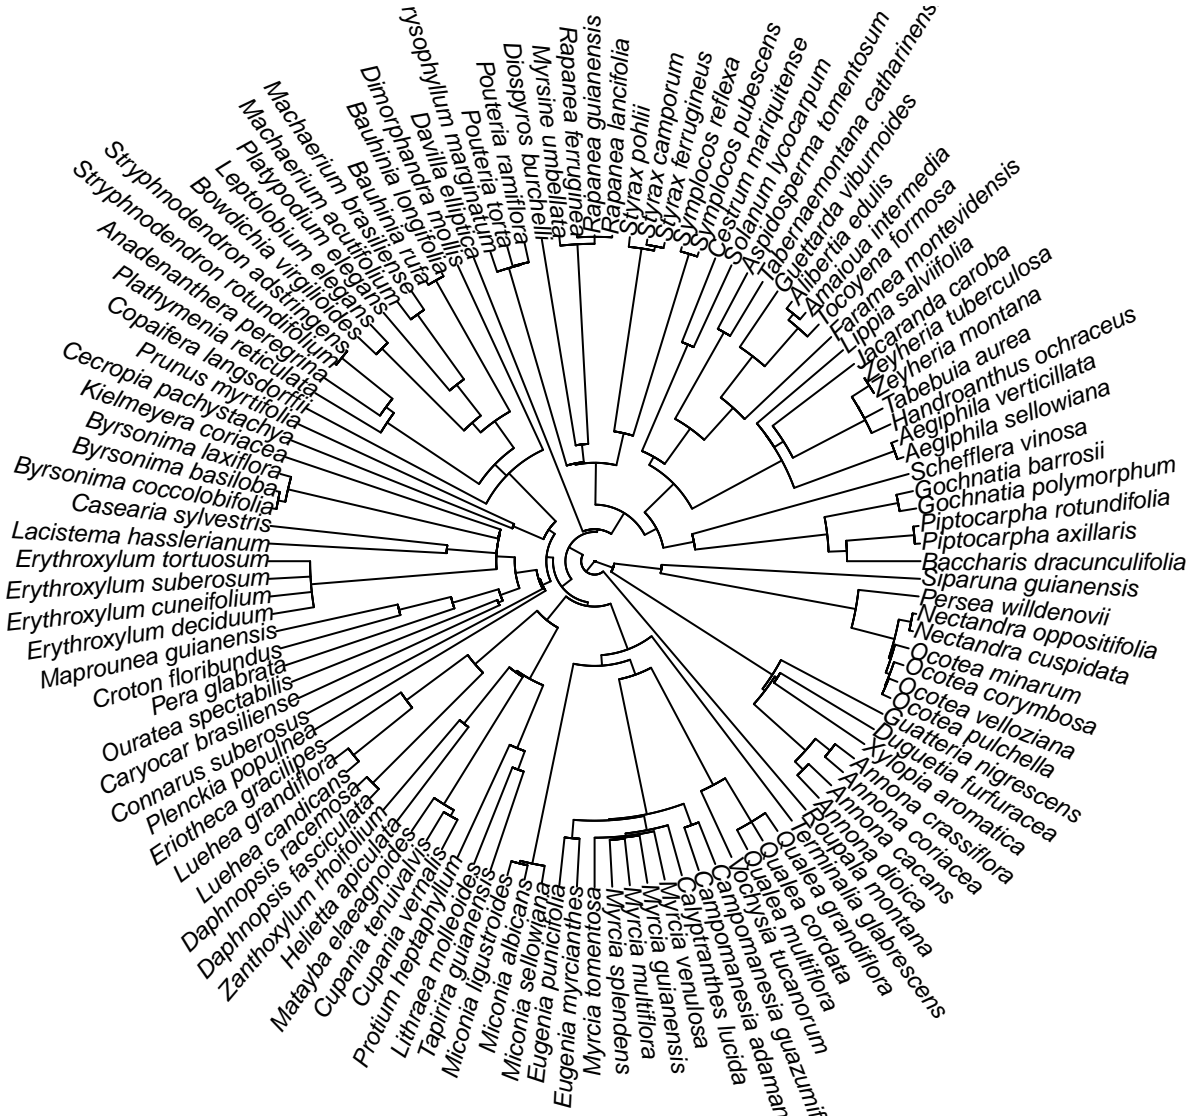 rysophyllum marginatum
Pouteria torta
Pouteria ramiflora
Diospyros burchelli
Myrsine umbellata
Rapanea ferruginea
Rapanea guianensis
Rapanea lancifolia
Styrax pohlii
Styrax camporum
Styrax ferrugineus
Symplocos reflexa
Symplocos pubescens
Cestrum mariquitense
Solanum lycocarpum
Aspidosperma tomentosum
Tabernaemontana catharinens
Guettarda viburnoides
Alibertia edulis
Amaioua intermedia
Tocoyena formosa
Faramea montevidensis
Lippia salviifolia
Jacaranda caroba
Zeyheria tuberculosa
Zeyheria montana
Tabebuia aurea
Handroanthus ochraceus
Aegiphila verticillata
Aegiphila sellowiana
Schefflera vinosa
Gochnatia barrosii
Gochnatia polymorphum
Piptocarpha rotundifolia
Piptocarpha axillaris
Baccharis dracunculifolia
Siparuna guianensis
Persea willdenovii
Nectandra oppositifolia
Nectandra cuspidata
Ocotea minarum
Ocotea corymbosa
Ocotea velloziana
Ocotea pulchella
Guatteria nigrescens
Duguetia furfuracea
Xylopia aromatica
Annona crassiflora
Annona coriacea
Annona cacans
Annona dioica
Roupala montana
Terminalia glabrescens
Qualea grandiflora
Qualea cordata
Qualea multiflora
Vochysia tucanorum
Campomanesia guazumif
Campomanesia adaman
Calyptranthes lucida
Myrcia venulosa
Myrcia guianensis
Myrcia multiflora
Myrcia splendens
Myrcia tomentosa
Eugenia myrcianthes
Eugenia punicifolia
Miconia sellowiana
Miconia albicans
Miconia ligustroides
Tapirira guianensis
Lithraea molleoides
Protium heptaphyllum
Cupania vernalis
Cupania tenuivalvis
Matayba elaeagnoides
Helietta apiculata
Zanthoxylum rhoifolium
Daphnopsis fasciculata
Daphnopsis racemosa
Luehea candicans
Luehea grandiflora
Eriotheca gracilipes
Plenckia populnea
Connarus suberosus
Caryocar brasiliense
Ouratea spectabilis
Pera glabrata
Croton floribundus
Maprounea guianensis
Erythroxylum deciduum
Erythroxylum cuneifolium
Erythroxylum suberosum
Erythroxylum tortuosum
Lacistema hasslerianum
Casearia sylvestris
Byrsonima coccolobifolia
Byrsonima basiloba
Byrsonima laxiflora
Kielmeyera coriacea
Cecropia pachystachya
Prunus myrtifolia
Copaifera langsdorffii
Plathymenia reticulata
Anadenanthera peregrina
Stryphnodendron rotundifolium
Stryphnodendron adstringens
Bowdichia virgilioides
Leptolobium elegans
Platypodium elegans
Machaerium acutifolium
Machaerium brasiliense
Bauhinia rufa
Bauhinia longifolia
Dimorphandra mollis
Davilla elliptica